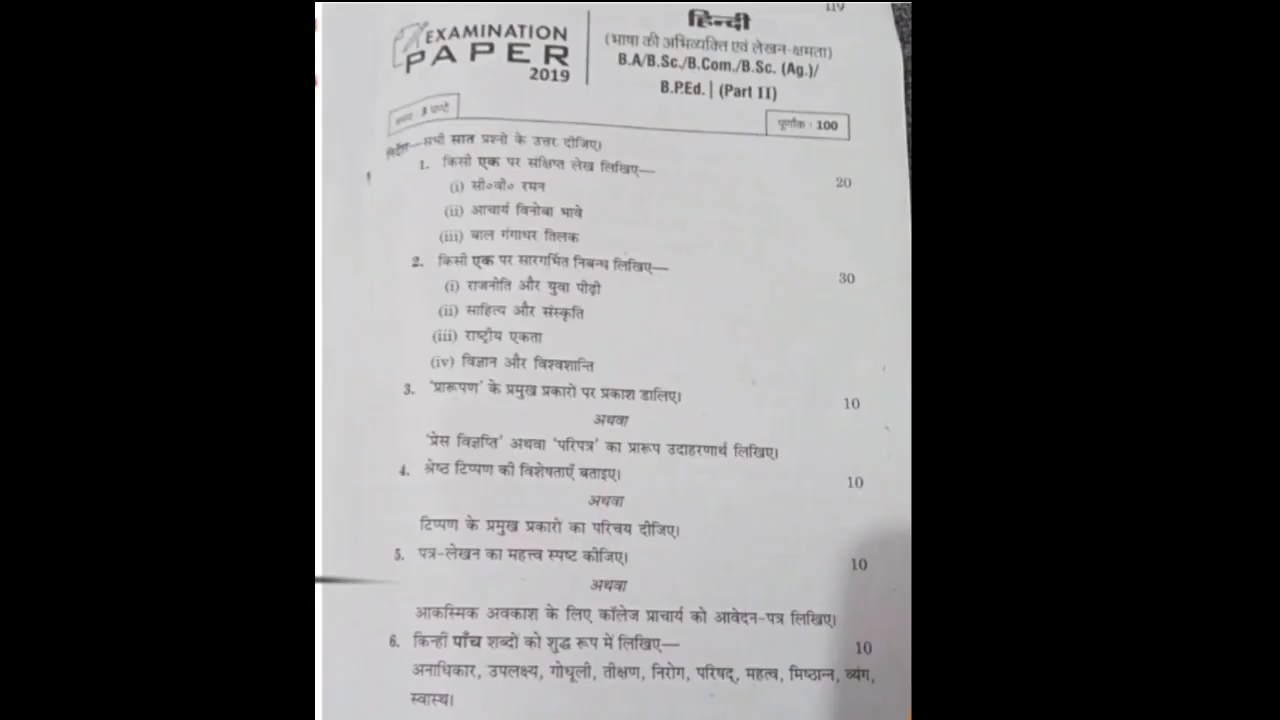 119
EXAMINATION
PAPER
2019
हिन्दी
(भाषा की अभिव्यक्ति एवं लेखन-क्षमता)
B.A/B.Sc./B.Com./B.Sc. (Ag.)/
B.P.Ed. | (Part II)
समय : 3 घण्टे
पूर्णांक : 100
निर्देश—सभी सात प्रश्नों के उत्तर दीजिए।
1. किसी एक पर संक्षिप्त लेख लिखिए— 20
(i) सी०वी० रमन
(ii) आचार्य विनोबा भावे
(iii) बाल गंगाधर तिलक
2. किसी एक पर सारगर्भित निबन्ध लिखिए— 30
(i) राजनीति और युवा पीढ़ी
(ii) साहित्य और संस्कृति
(iii) राष्ट्रीय एकता
(iv) विज्ञान और विश्वशान्ति
3. 'प्रारूपण' के प्रमुख प्रकारों पर प्रकाश डालिए। 10
अथवा
'प्रेस विज्ञप्ति' अथवा 'परिपत्र' का प्रारूप उदाहरणार्थ लिखिए।
4. श्रेष्ठ टिप्पण की विशेषताएँ बताइए। 10
अथवा
टिप्पण के प्रमुख प्रकारों का परिचय दीजिए।
5. पत्र-लेखन का महत्त्व स्पष्ट कीजिए। 10
अथवा
आकस्मिक अवकाश के लिए कॉलेज प्राचार्य को आवेदन-पत्र लिखिए।
6. किन्हीं पाँच शब्दों को शुद्ध रूप में लिखिए— 10
अनाधिकार, उपलक्ष्य, गोधूली, तीक्षण, निरोग, परिषद्, महत्व, मिष्ठान्न, व्यंग,
स्वास्थ।